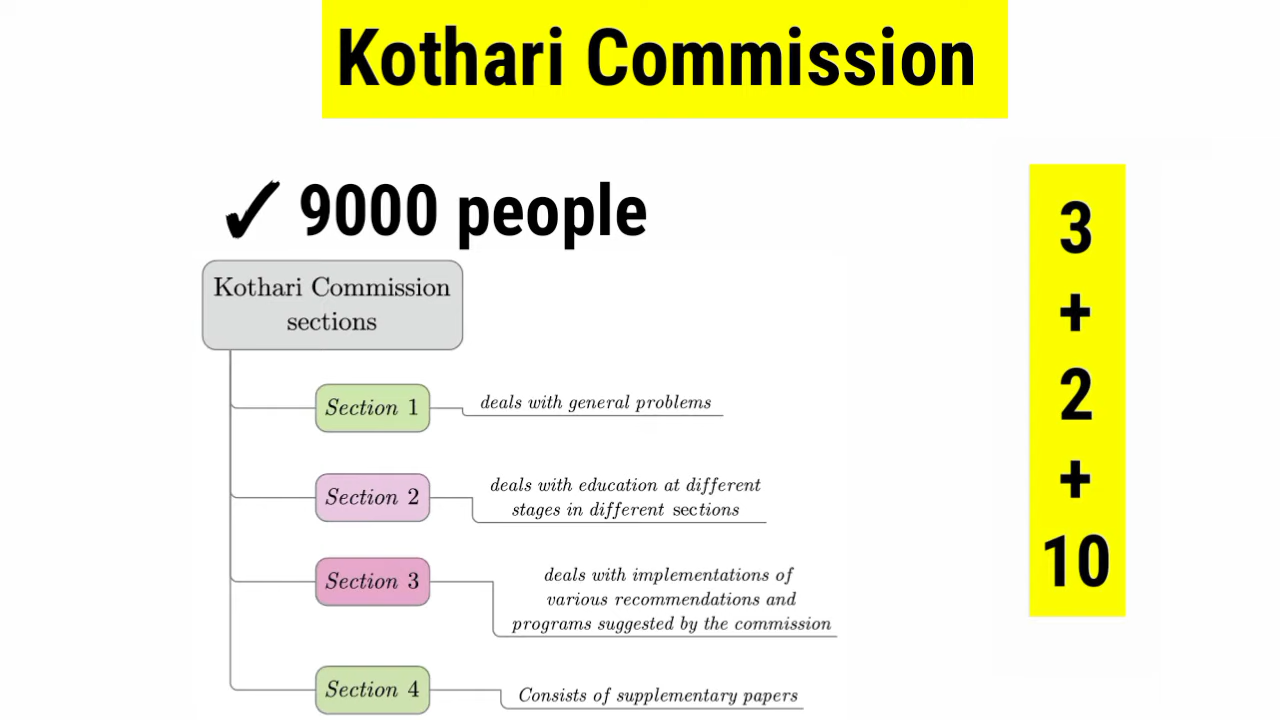 Kothari Commission
✓ 9000 people
Kothari Commission
sections
Section 1
deals with general problems
Section 2
deals with education at different
stages in different sections
Section 3
deals with implementations of
various recommendations and
programs suggested by the commission
Section 4
Consists of supplementary papers
3
+
2
+
10